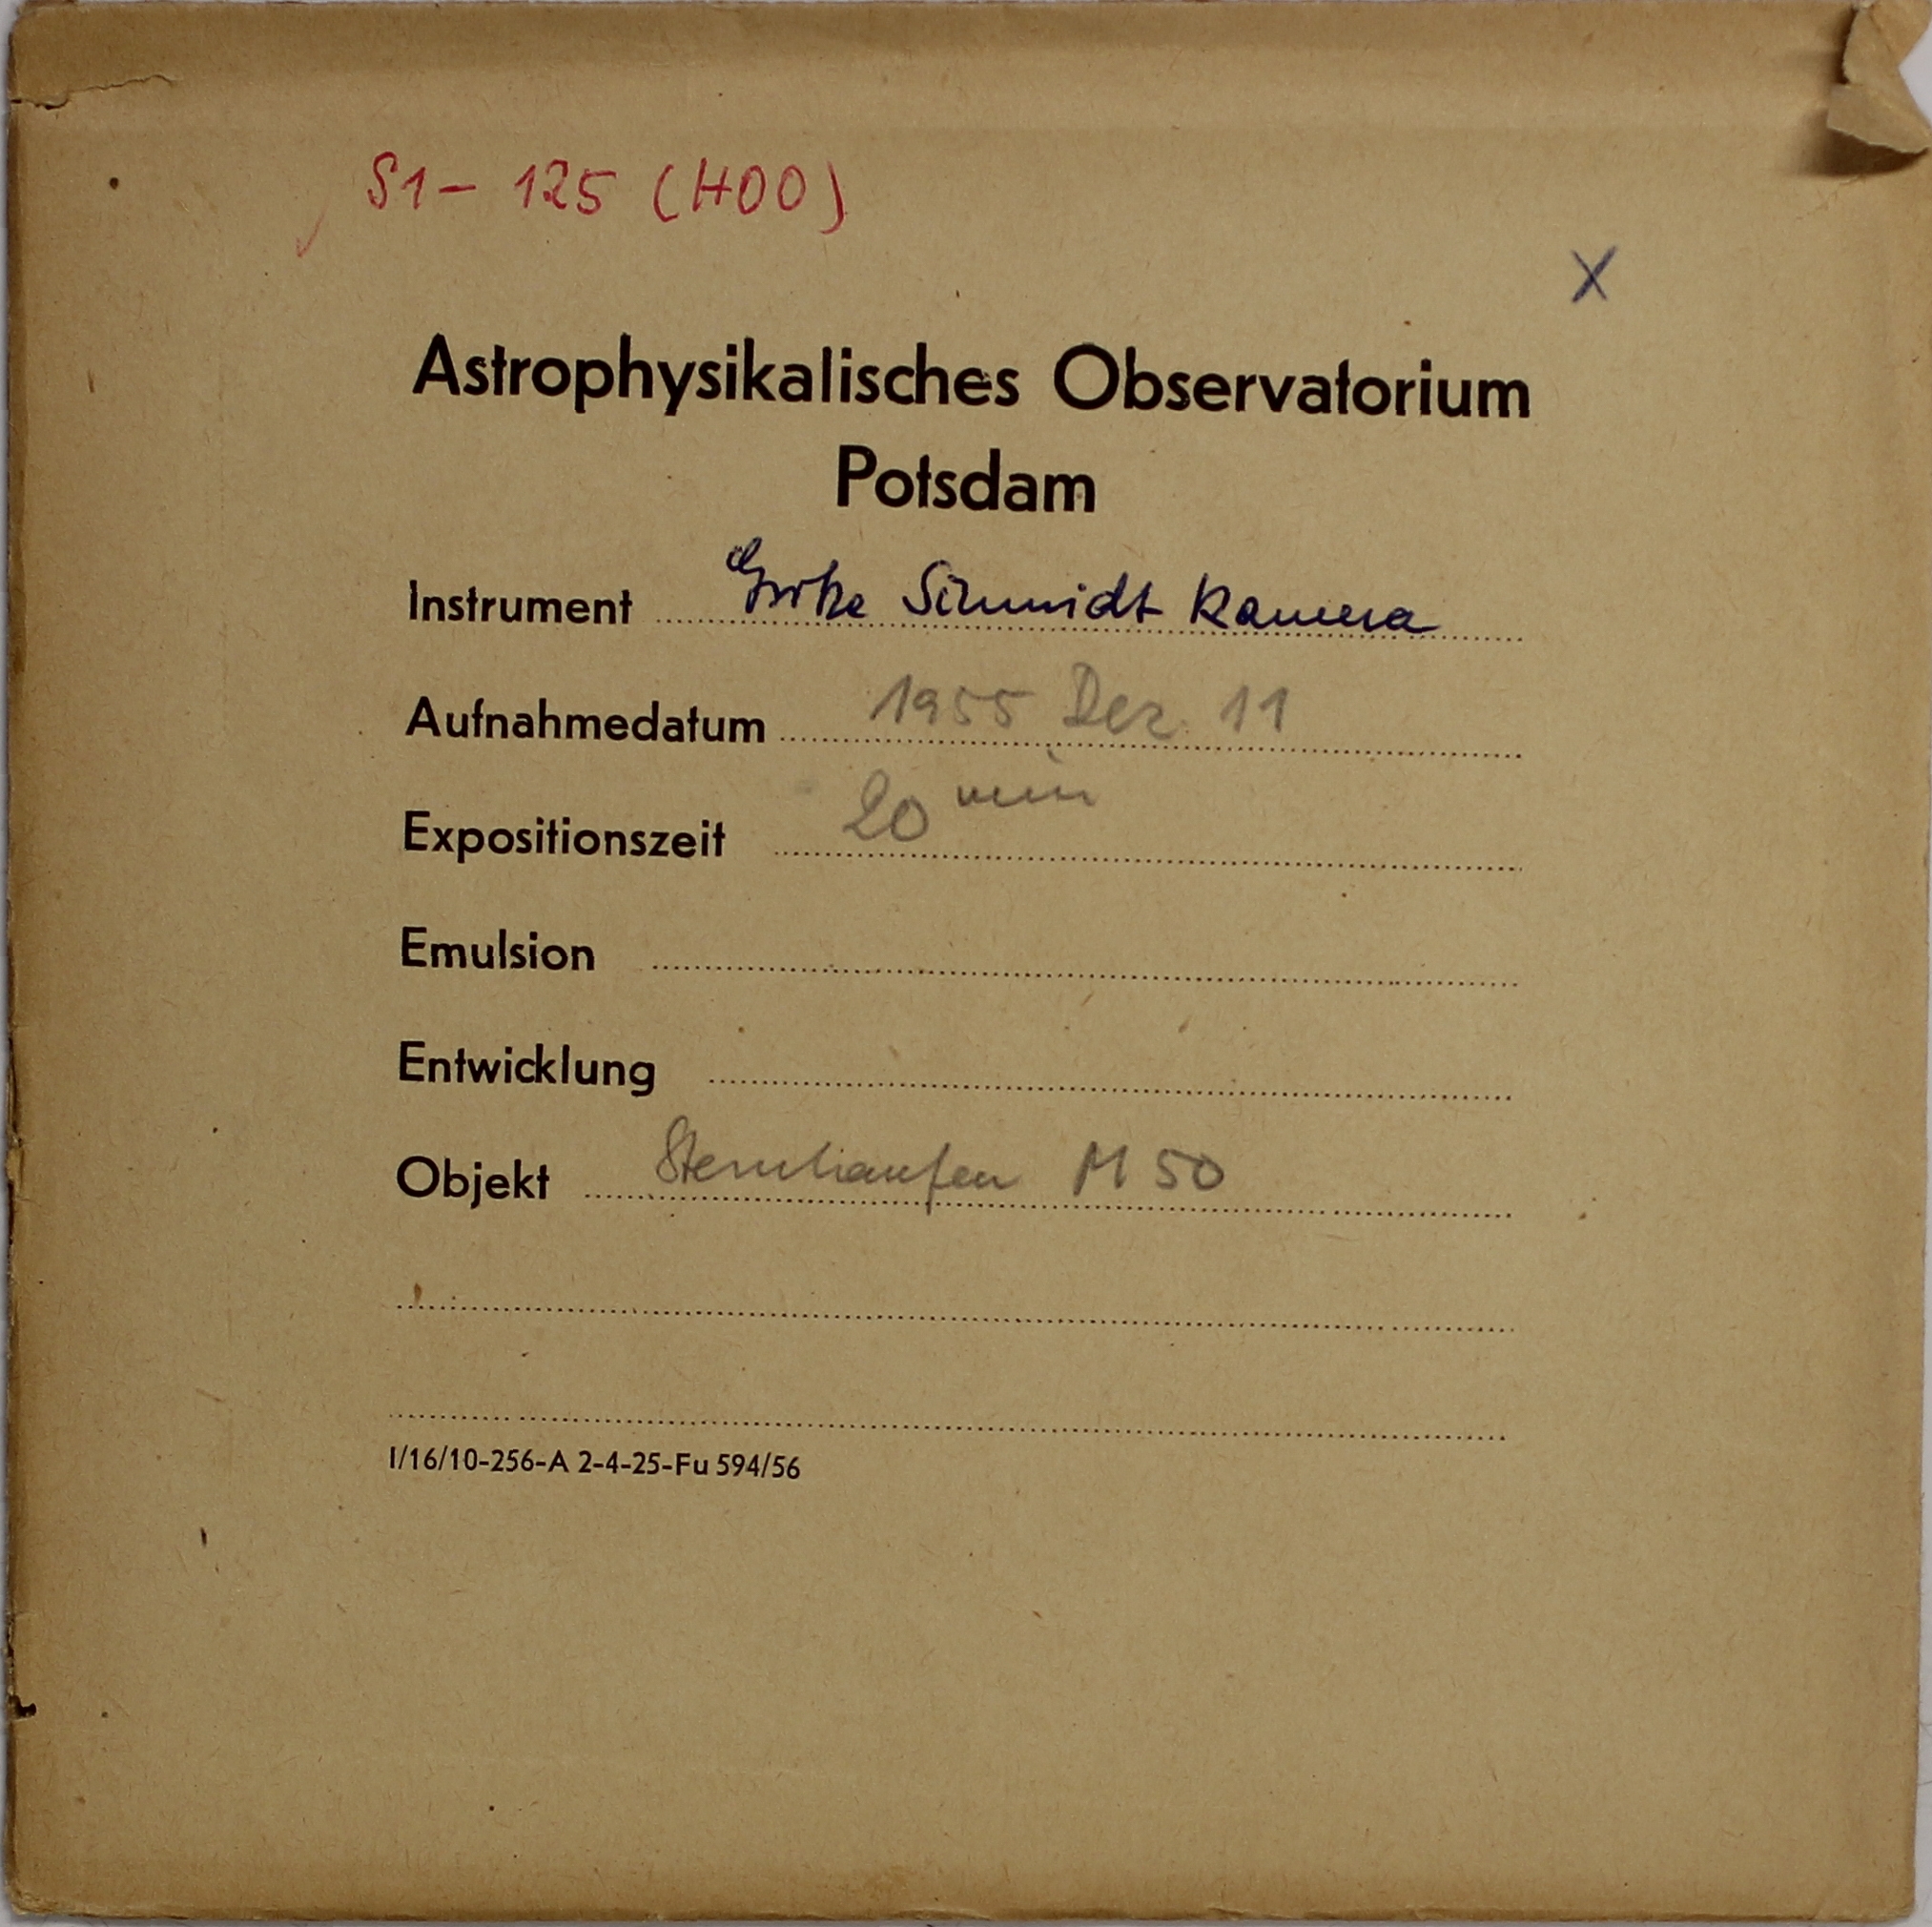 S1- 125 (HOO)
X
Astrophysikalisches Observatorium
Potsdam
Instrument Große Schmidt Kamera
Aufnahmedatum 1955 Dez. 11
Expositionszeit 20 min
Emulsion
Entwicklung
Objekt Sternhaufen M 50
I/16/10-256-A 2-4-25-Fu 594/56